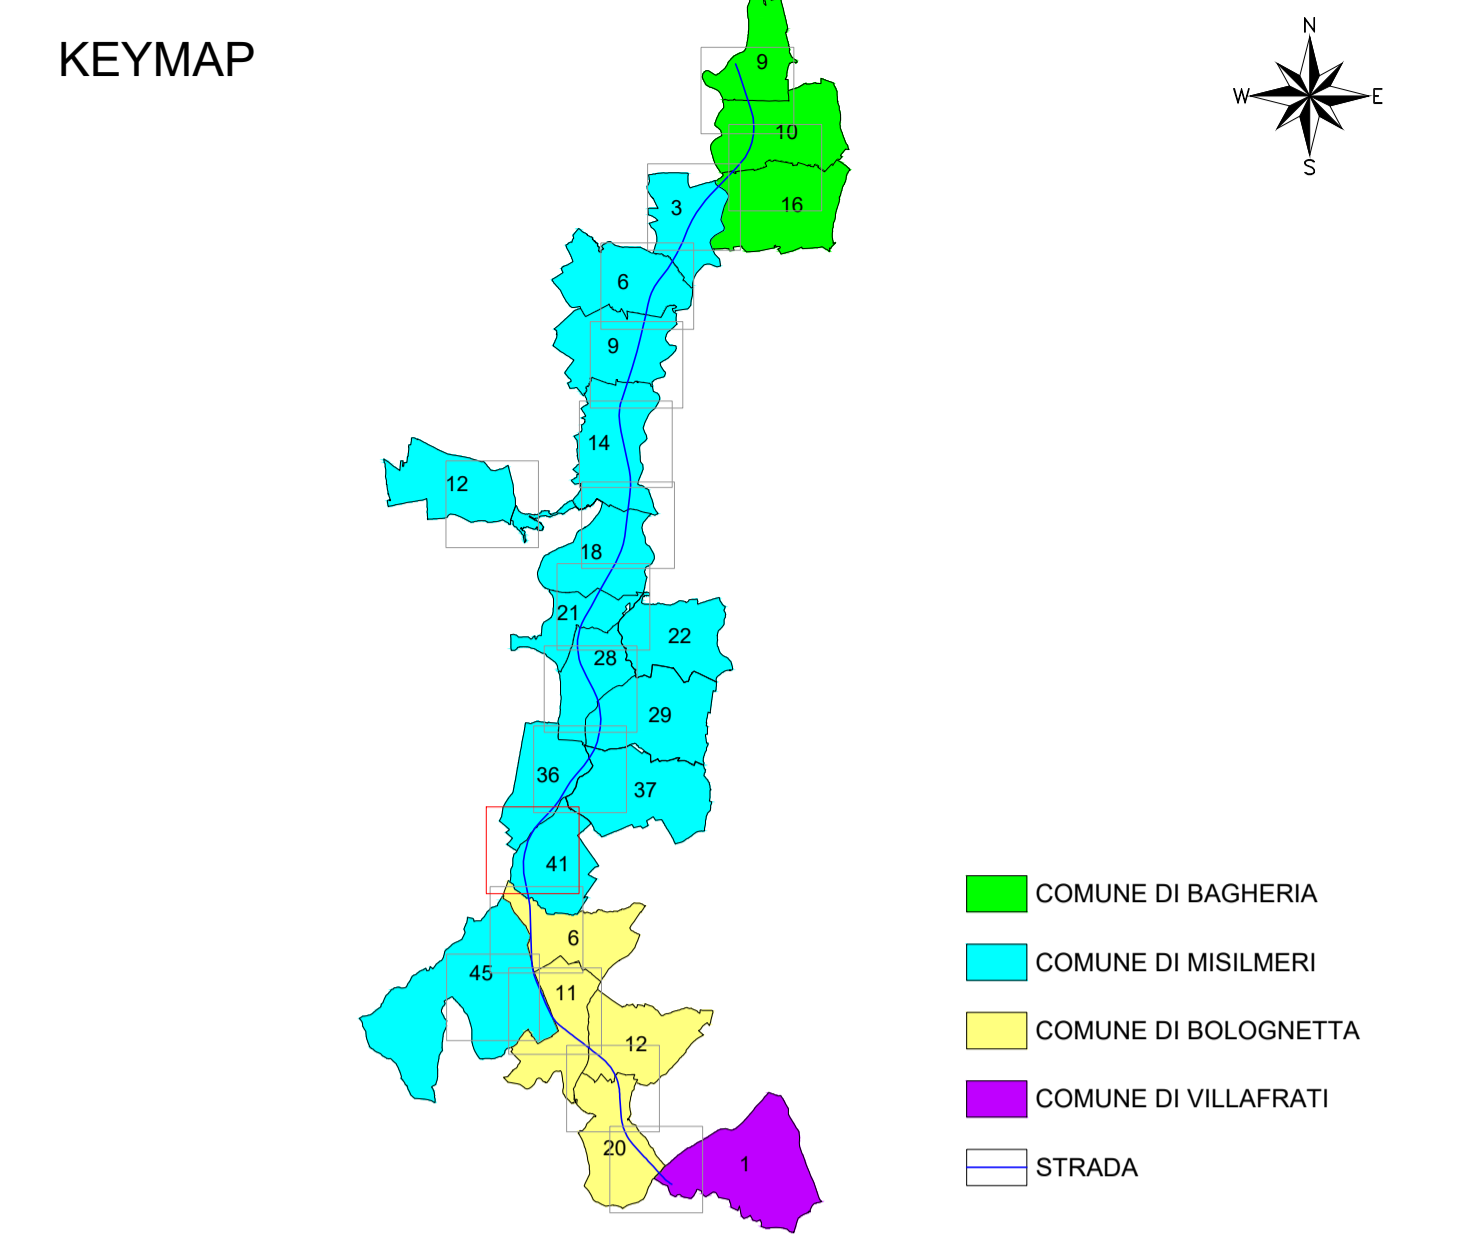 KEYMAP
N
W
E
S
9
10
16
3
6
9
14
12
18
21
22
28
29
36
37
41
6
45
11
12
20
1
COMUNE DI BAGHERIA
COMUNE DI MISILMERI
COMUNE DI BOLOGNETTA
COMUNE DI VILLAFRATI
STRADA